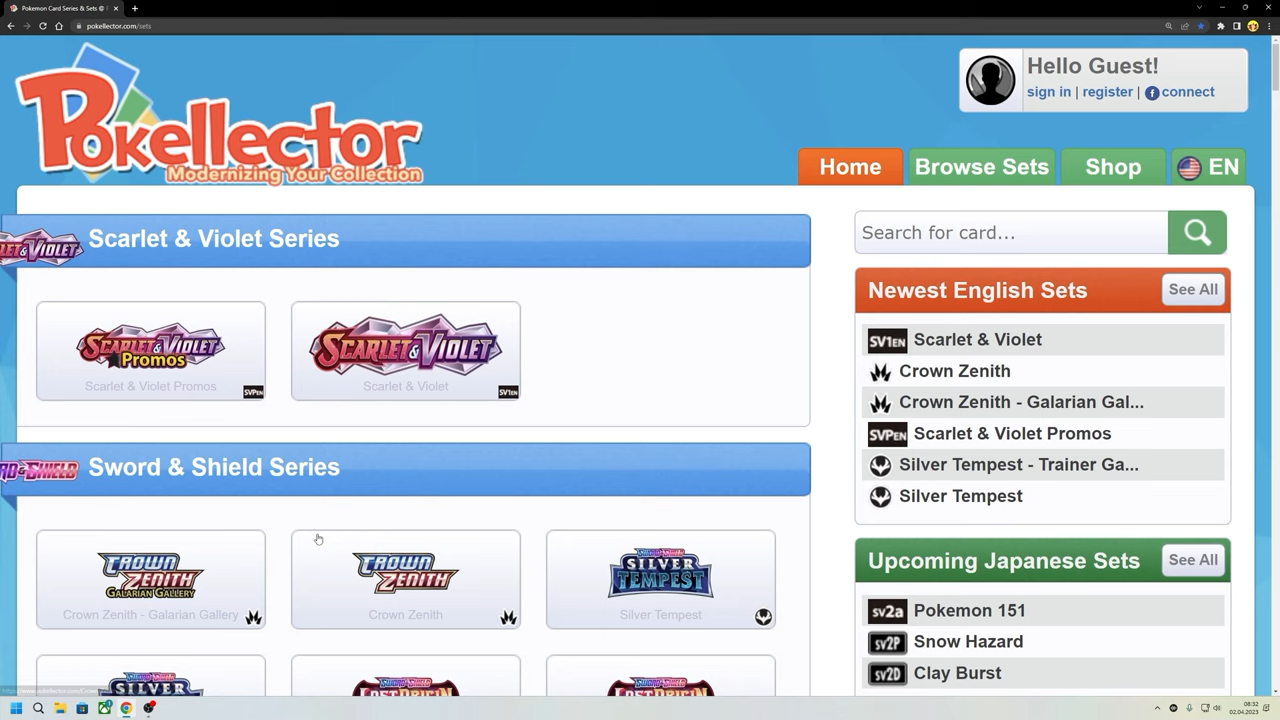 Pokemon Card Series & Sets @
pokellector.com/sets
Pokellector
Modernizing Your Collection
Hello Guest!
sign in | register | f connect
Home
Browse Sets
Shop
EN
Scarlet & Violet Series
SCARLET & VIOLET
Promos
Scarlet & Violet Promos
SVPEN
SCARLET & VIOLET
Scarlet & Violet
SV1EN
Sword & Shield Series
CROWN
ZENITH
GALARIAN GALLERY
Crown Zenith - Galarian Gallery
CROWN
ZENITH
Crown Zenith
SWORD & SHIELD
SILVER
TEMPEST
Silver Tempest
Search for card...
Newest English Sets
See All
SV1EN Scarlet & Violet
Crown Zenith
Crown Zenith - Galarian Gal...
SVPEN Scarlet & Violet Promos
Silver Tempest - Trainer Ga...
Silver Tempest
Upcoming Japanese Sets
See All
sv2a Pokemon 151
sv2P Snow Hazard
sv2D Clay Burst
08:32
02.04.2023